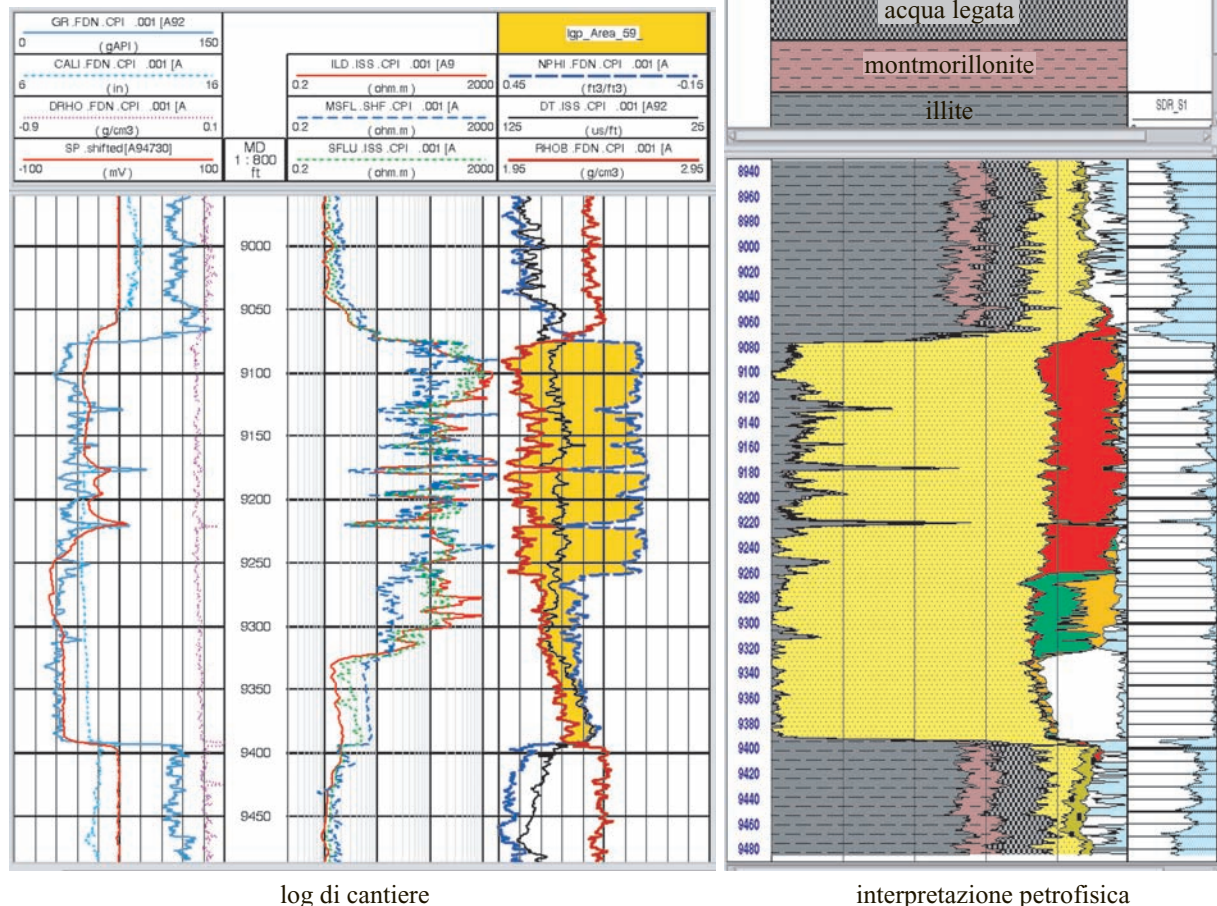 GR .FDN .CPI .001 [A92
0 (gAPI) 150
CALI .FDN .CPI .001 [A
6 (in) 16
DRHO .FDN .CPI .001 [A
-0.9 (g/cm3) 0.1
SP .shifted[A94730]
-100 (mV) 100
MD
1 : 800
ft
ILD .ISS .CPI .001 [A9
0.2 (ohm.m) 2000
MSFL .SHF .CPI .001 [A
0.2 (ohm.m) 2000
SFLU .ISS .CPI .001 [A
0.2 (ohm.m) 2000
lgp_Area_59_
NPHI .FDN .CPI .001 [A
0.45 (ft3/ft3) -0.15
DT .ISS .CPI .001 [A92
125 (us/ft) 25
RHOB .FDN .CPI .001 [A
1.95 (g/cm3) 2.95
9000
9050
9100
9150
9200
9250
9300
9350
9400
9450
log di cantiere
acqua legata
montmorillonite
illite
SDR_S1
8940
8960
8980
9000
9020
9040
9060
9080
9100
9120
9140
9160
9180
9200
9220
9240
9260
9280
9300
9320
9340
9360
9380
9400
9420
9440
9460
9480
interpretazione petrofisica